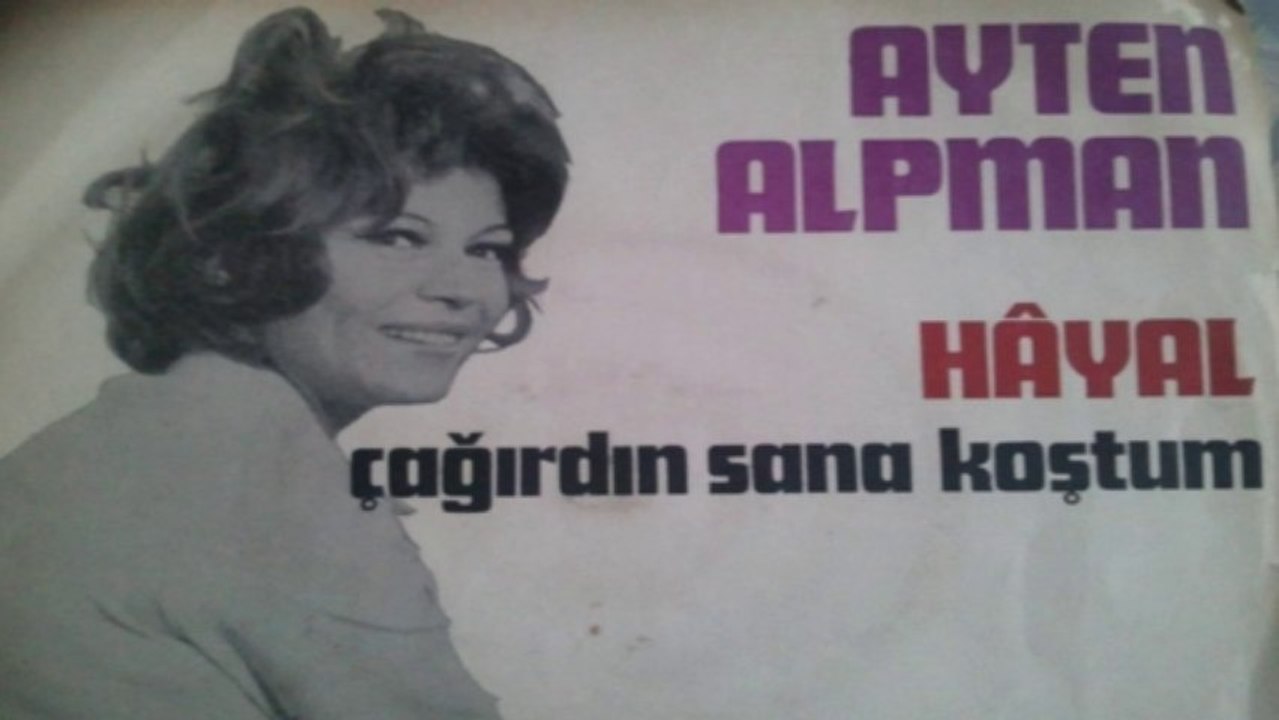 AYTEN
ALPMAN
HÂYAL
çağırdın sana koştum